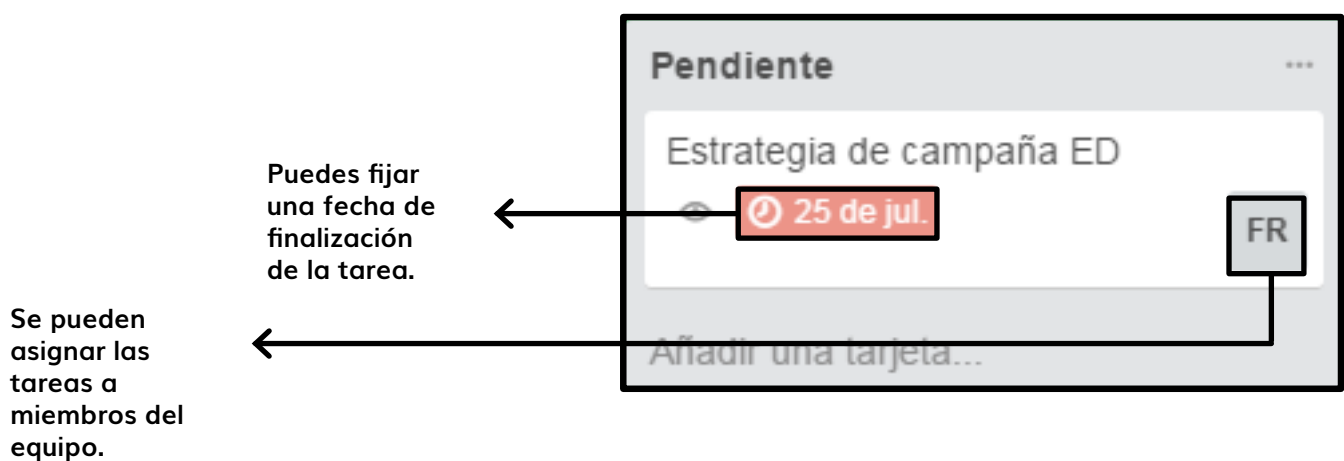 Pendiente
Estrategia de campaña ED
25 de jul.
FR
Añadir una tarjeta...
Puedes fijar
una fecha de
finalización
de la tarea.
Se pueden
asignar las
tareas a
miembros del
equipo.